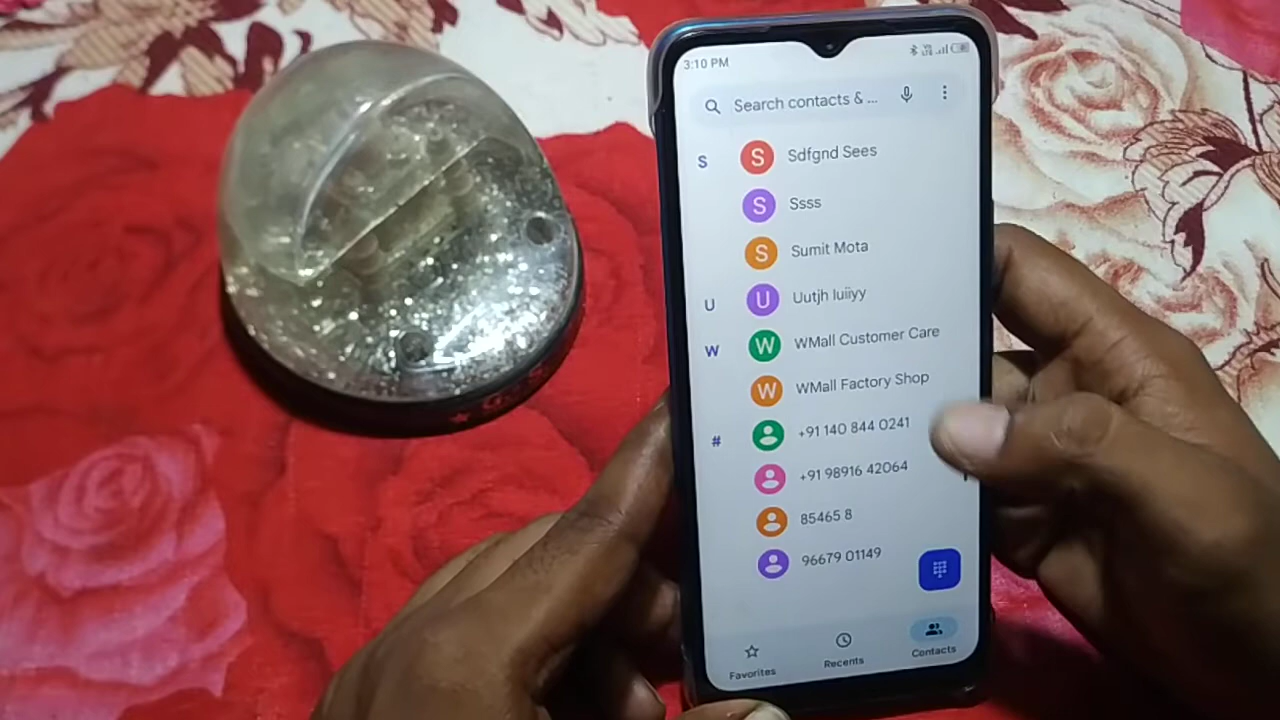 3:10 PM
Search contacts & ...
S
S
Sdfgnd Sees
S
Ssss
S
Sumit Mota
U
U
Uutjh Iuiiyy
W
W
WMall Customer Care
W
WMall Factory Shop
#
+91 140 844 0241
+91 98916 42064
85465 8
96679 01149
Favorites
Recents
Contacts